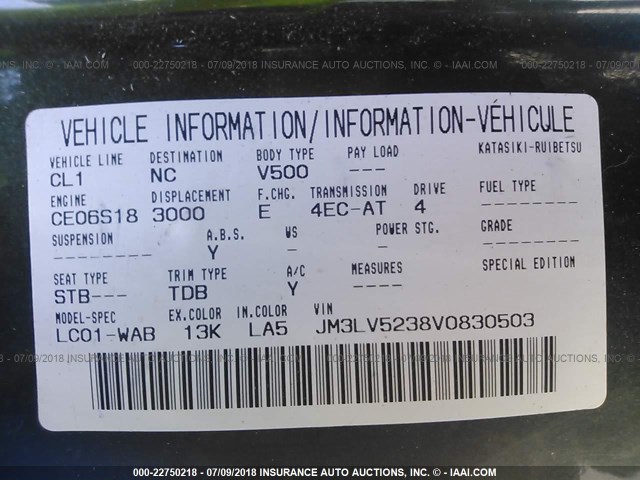 000-22750218 - 07/09/2018 INSURANCE AUTO AUCTIONS, INC. - © IAAI.COM
VEHICLE INFORMATION/INFORMATION-VÉHICULE
VEHICLE LINE DESTINATION BODY TYPE PAY LOAD KATASIKI-RUIBETSU
CL1 NC V500 ---
ENGINE DISPLACEMENT F.CHG. TRANSMISSION DRIVE FUEL TYPE
CE06S18 3000 E 4EC-AT 4
SUSPENSION A.B.S. WS POWER STG. GRADE
-------- Y - -
SEAT TYPE TRIM TYPE A/C MEASURES SPECIAL EDITION
STB--- TDB Y ----
MODEL-SPEC EX.COLOR IN.COLOR VIN
LC01-WAB 13K LA5 JM3LV5238V0830503
000-22750218 - 07/09/2018 INSURANCE AUTO AUCTIONS, INC. - © IAAI.COM